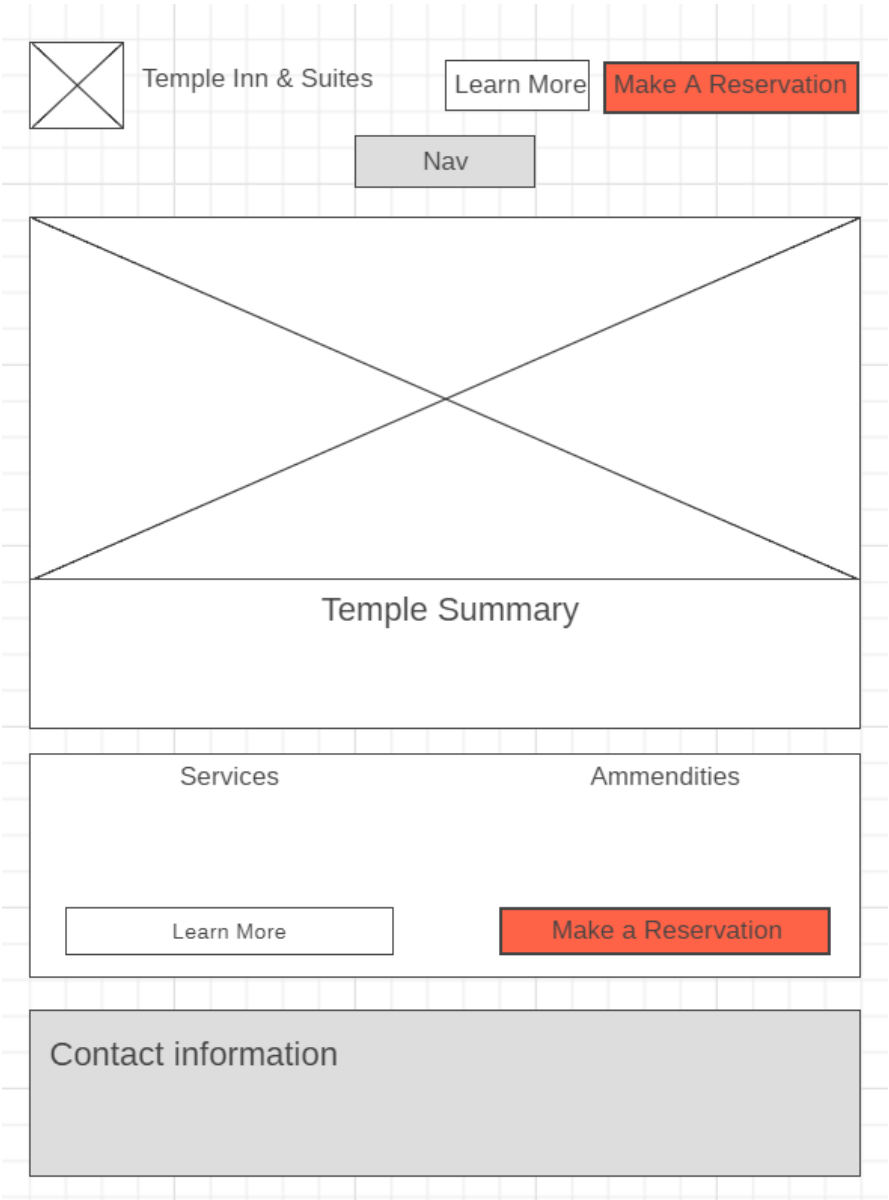 Temple Inn & Suites
Learn More
Make A Reservation
Nav
Temple Summary
Services
Ammendities
Learn More
Make a Reservation
Contact information